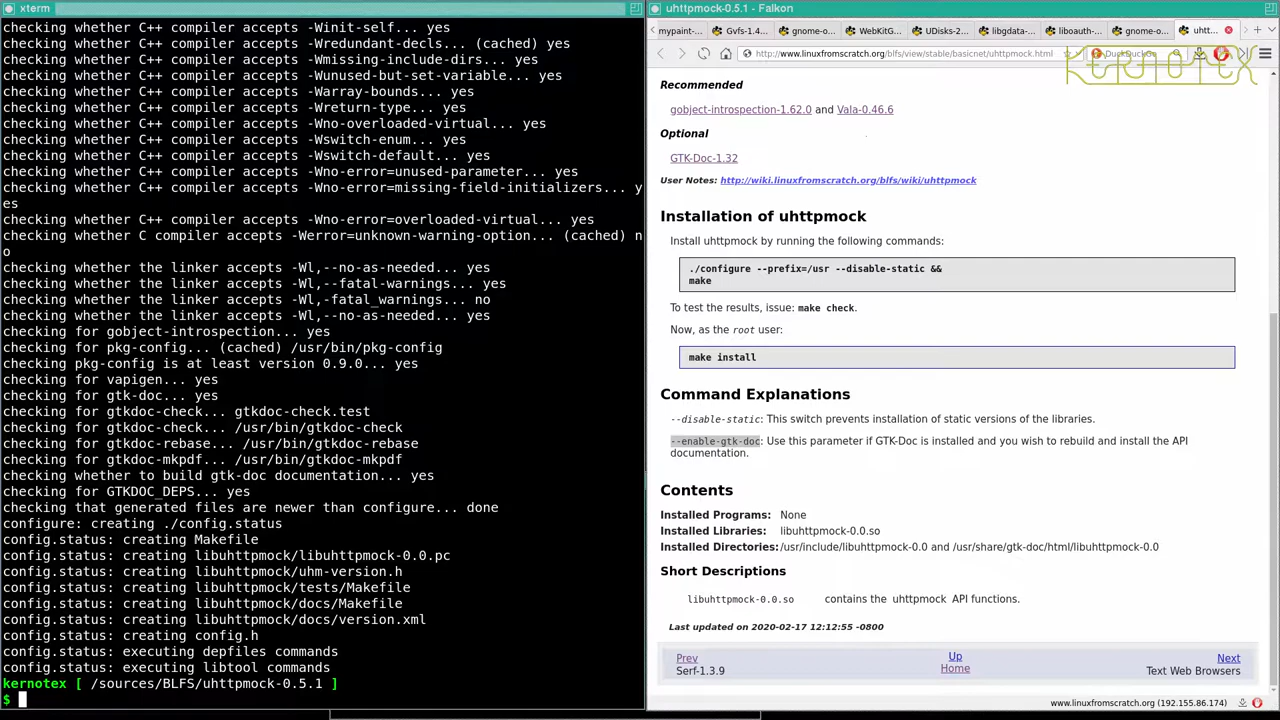 xterm
checking whether C++ compiler accepts -Winit-self... yes
checking whether C++ compiler accepts -Wredundant-decls... (cached) yes
checking whether C++ compiler accepts -Wmissing-include-dirs... yes
checking whether C++ compiler accepts -Wunused-but-set-variable... yes
checking whether C++ compiler accepts -Warray-bounds... yes
checking whether C++ compiler accepts -Wreturn-type... yes
checking whether C++ compiler accepts -Wno-overloaded-virtual... yes
checking whether C++ compiler accepts -Wswitch-enum... yes
checking whether C++ compiler accepts -Wswitch-default... yes
checking whether C++ compiler accepts -Wno-error=unused-parameter... yes
checking whether C++ compiler accepts -Wno-error=missing-field-initializers... y
es
checking whether C++ compiler accepts -Wno-error=overloaded-virtual... yes
checking whether C compiler accepts -Werror=unknown-warning-option... (cached) n
o
checking whether the linker accepts -Wl,--no-as-needed... yes
checking whether the linker accepts -Wl,--fatal-warnings... yes
checking whether the linker accepts -Wl,-fatal_warnings... no
checking whether the linker accepts -Wl,--no-as-needed... yes
checking for gobject-introspection... yes
checking for pkg-config... (cached) /usr/bin/pkg-config
checking pkg-config is at least version 0.9.0... yes
checking for vapigen... yes
checking for gtk-doc... yes
checking for gtkdoc-check... gtkdoc-check.test
checking for gtkdoc-check... /usr/bin/gtkdoc-check
checking for gtkdoc-rebase... /usr/bin/gtkdoc-rebase
checking for gtkdoc-mkpdf... /usr/bin/gtkdoc-mkpdf
checking whether to build gtk-doc documentation... yes
checking for GTKDOC_DEPS... yes
checking that generated files are newer than configure... done
configure: creating ./config.status
config.status: creating Makefile
config.status: creating libuhttpmock/libuhttpmock-0.0.pc
config.status: creating libuhttpmock/uhm-version.h
config.status: creating libuhttpmock/tests/Makefile
config.status: creating libuhttpmock/docs/Makefile
config.status: creating libuhttpmock/docs/version.xml
config.status: creating config.h
config.status: executing depfiles commands
config.status: executing libtool commands
kernotex [ /sources/BLFS/uhttpmock-0.5.1 ]
$
uhttpmock-0.5.1 - Falkon
mypaint-... Gvfs-1.4... gnome-o... WebKitG... UDisks-2... libgdata-... liboauth-... gnome-o... uhtt...
http://www.linuxfromscratch.org/blfs/view/stable/basicnet/uhttpmock.html
DuckDuckGo
KERNOTEX
Recommended
gobject-introspection-1.62.0 and Vala-0.46.6
Optional
GTK-Doc-1.32
User Notes: http://wiki.linuxfromscratch.org/blfs/wiki/uhttpmock
Installation of uhttpmock
Install uhttpmock by running the following commands:
./configure --prefix=/usr --disable-static &&
make
To test the results, issue: make check.
Now, as the root user:
make install
Command Explanations
--disable-static: This switch prevents installation of static versions of the libraries.
--enable-gtk-doc: Use this parameter if GTK-Doc is installed and you wish to rebuild and install the API
documentation.
Contents
Installed Programs: None
Installed Libraries: libuhttpmock-0.0.so
Installed Directories: /usr/include/libuhttpmock-0.0 and /usr/share/gtk-doc/html/libuhttpmock-0.0
Short Descriptions
libuhttpmock-0.0.so contains the uhttpmock API functions.
Last updated on 2020-02-17 12:12:55 -0800
Prev Up Next
Serf-1.3.9 Home Text Web Browsers
www.linuxfromscratch.org (192.155.86.174)